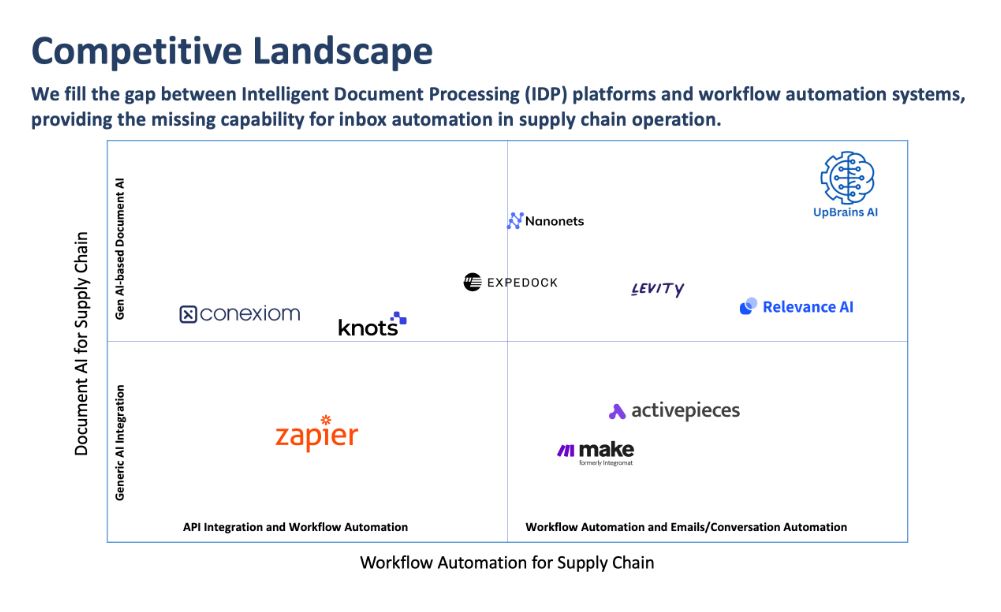 Competitive Landscape
We fill the gap between Intelligent Document Processing (IDP) platforms and workflow automation systems,
providing the missing capability for inbox automation in supply chain operation.
Document AI for Supply Chain
Gen AI-based Document AI
Generic AI Integration
UpBrains AI
Nanonets
EXPEDOCK
LEVITY
Relevance AI
conexiom
knots
zapier
activepieces
make
formerly Integromat
API Integration and Workflow Automation
Workflow Automation and Emails/Conversation Automation
Workflow Automation for Supply Chain